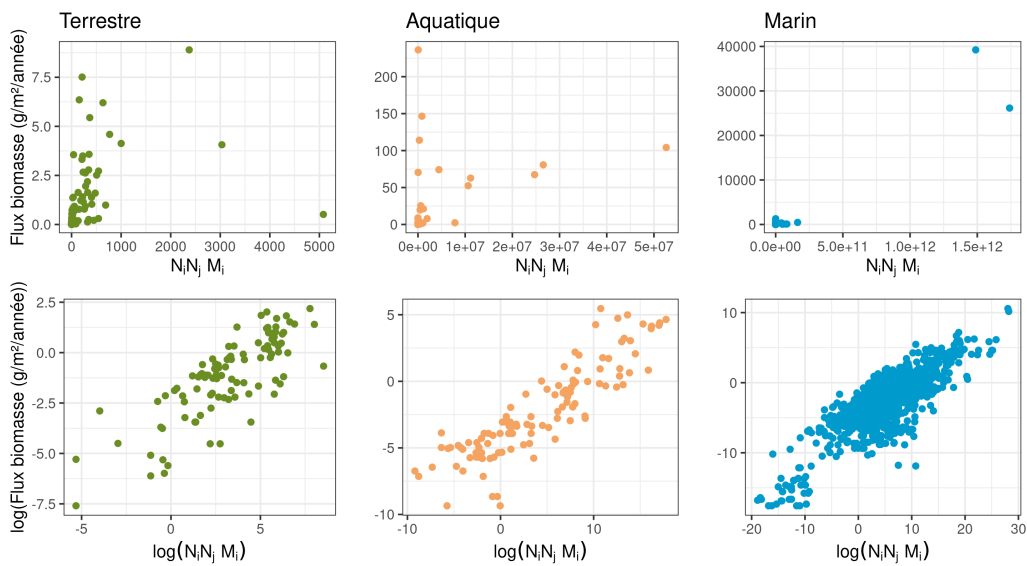 Terrestre
Aquatique
Marin
Flux biomasse (g/m²/année)
7.5
5.0
2.5
0.0
0
1000
2000
3000
4000
5000
NᵢNⱼ Mᵢ
200
150
100
50
0
0e+00
1e+07
2e+07
3e+07
4e+07
5e+07
NᵢNⱼ Mᵢ
40000
30000
20000
10000
0
0.0e+00
5.0e+11
1.0e+12
1.5e+12
NᵢNⱼ Mᵢ
log(Flux biomasse (g/m²/année))
2.5
0.0
-2.5
-5.0
-7.5
-5
0
5
log(NᵢNⱼ Mᵢ)
5
0
-5
-10
-10
0
10
log(NᵢNⱼ Mᵢ)
10
0
-10
-20
-10
0
10
20
30
log(NᵢNⱼ Mᵢ)